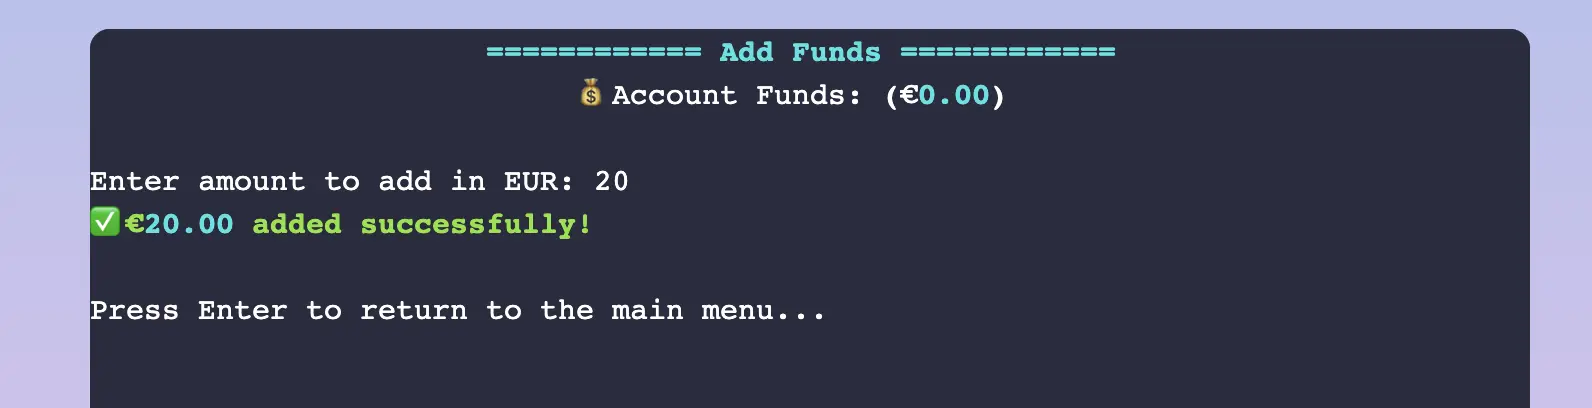 ============ Add Funds ============
💰Account Funds: (€0.00)
Enter amount to add in EUR: 20
✅€20.00 added successfully!
Press Enter to return to the main menu...